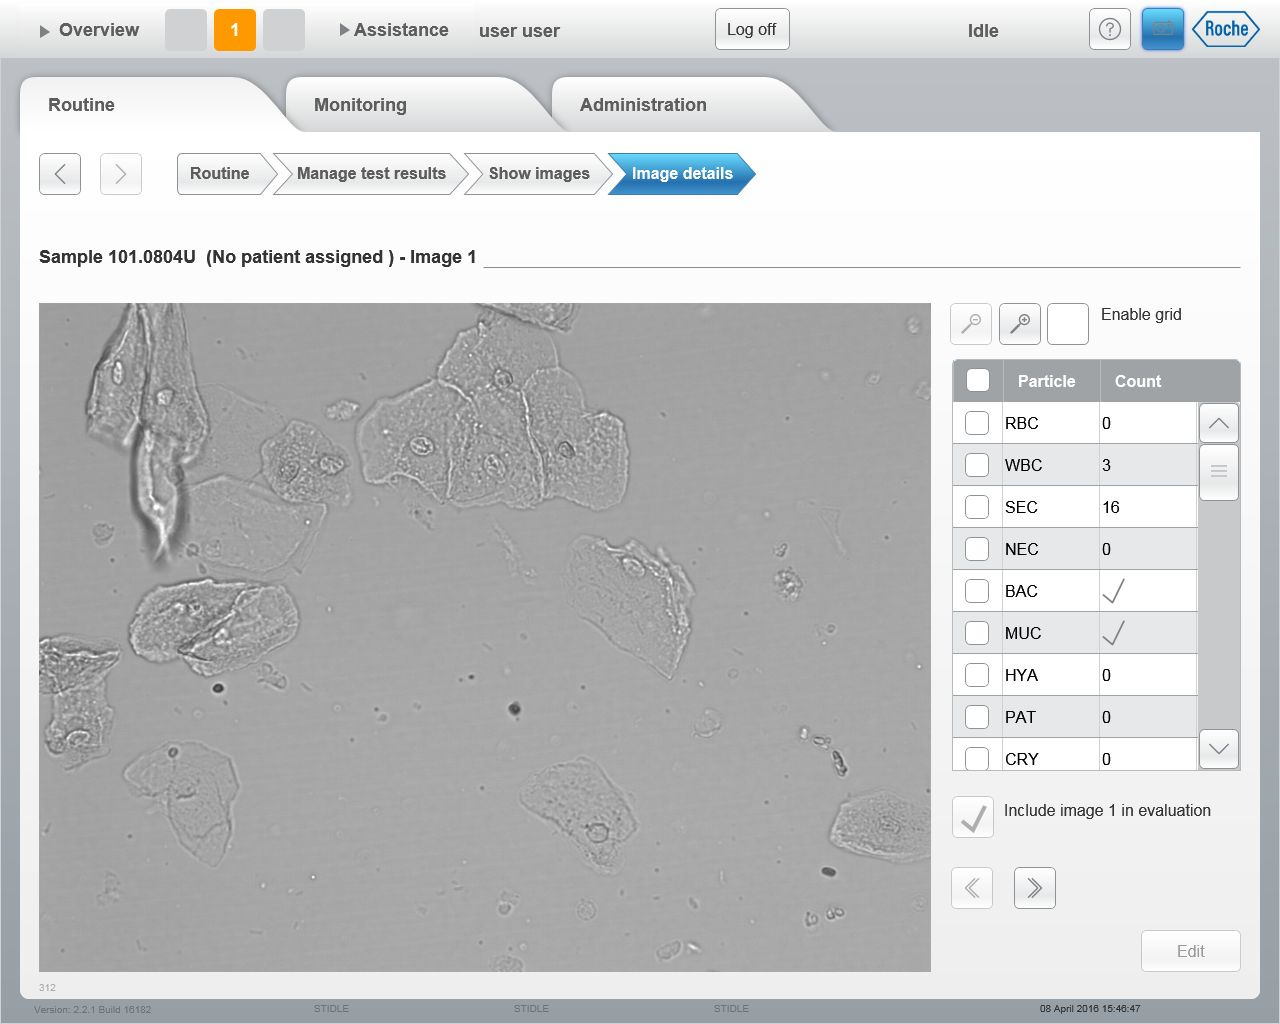 Overview 1 Assistance user user Log off Idle ? Roche
Routine Monitoring Administration
Routine Manage test results Show images Image details
Sample 101.0804U (No patient assigned ) - Image 1
Enable grid
Particle Count
RBC 0
WBC 3
SEC 16
NEC 0
BAC
MUC
HYA 0
PAT 0
CRY 0
Include image 1 in evaluation
Edit
312
Version: 2.2.1 Build 16182 STIDLE STIDLE STIDLE 08 April 2016 15:46:47